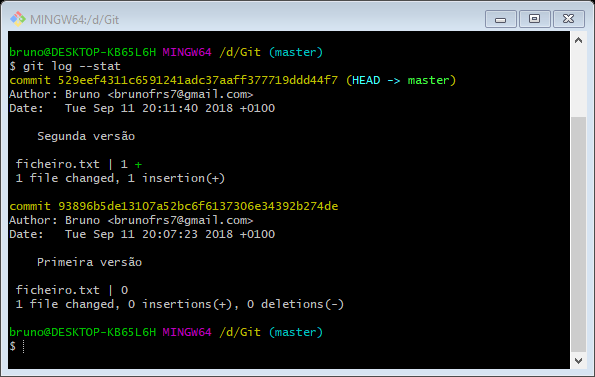 MINGW64:/d/Git
bruno@DESKTOP-KB65L6H MINGW64 /d/Git (master)
$ git log --stat
commit 529eef4311c6591241adc37aaff377719ddd44f7 (HEAD -> master)
Author: Bruno <brunofrs7@gmail.com>
Date:   Tue Sep 11 20:11:40 2018 +0100
Segunda versão
ficheiro.txt | 1 +
1 file changed, 1 insertion(+)
commit 93896b5de13107a52bc6f6137306e34392b274de
Author: Bruno <brunofrs7@gmail.com>
Date:   Tue Sep 11 20:07:23 2018 +0100
Primeira versão
ficheiro.txt | 0
1 file changed, 0 insertions(+), 0 deletions(-)
bruno@DESKTOP-KB65L6H MINGW64 /d/Git (master)
$